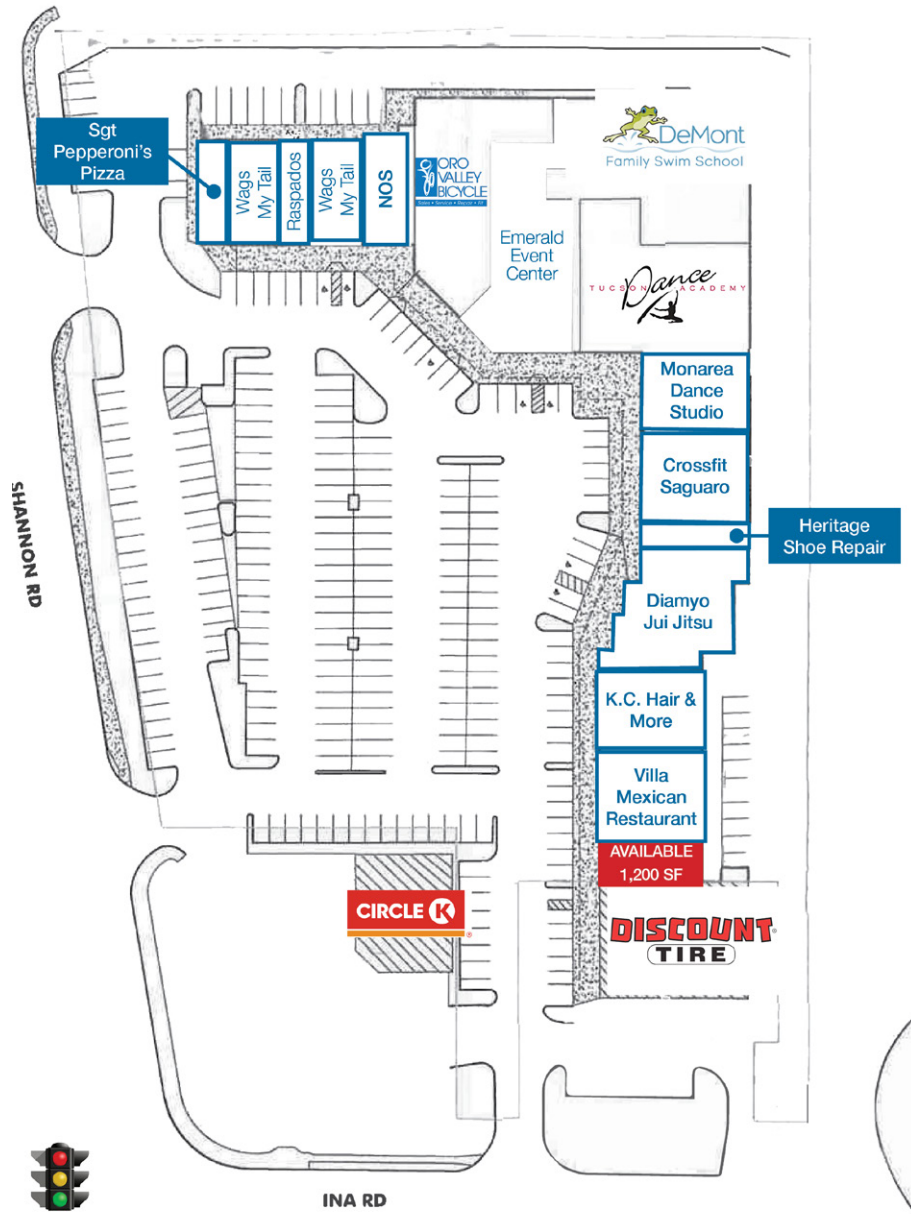 Sgt
Pepperoni's
Pizza
Wags
My Tail
Raspados
Wags
My Tail
NOS
ORO
VALLEY
BICYCLE
DeMont
Family Swim School
Emerald
Event
Center
Dance
TUCSON ACADEMY
Monarea
Dance
Studio
Crossfit
Saguaro
Heritage
Shoe Repair
Diamyo
Jui Jitsu
K.C. Hair &
More
Villa
Mexican
Restaurant
AVAILABLE
1,200 SF
DISCOUNT
TIRE
CIRCLE K
SHANNON RD
INA RD